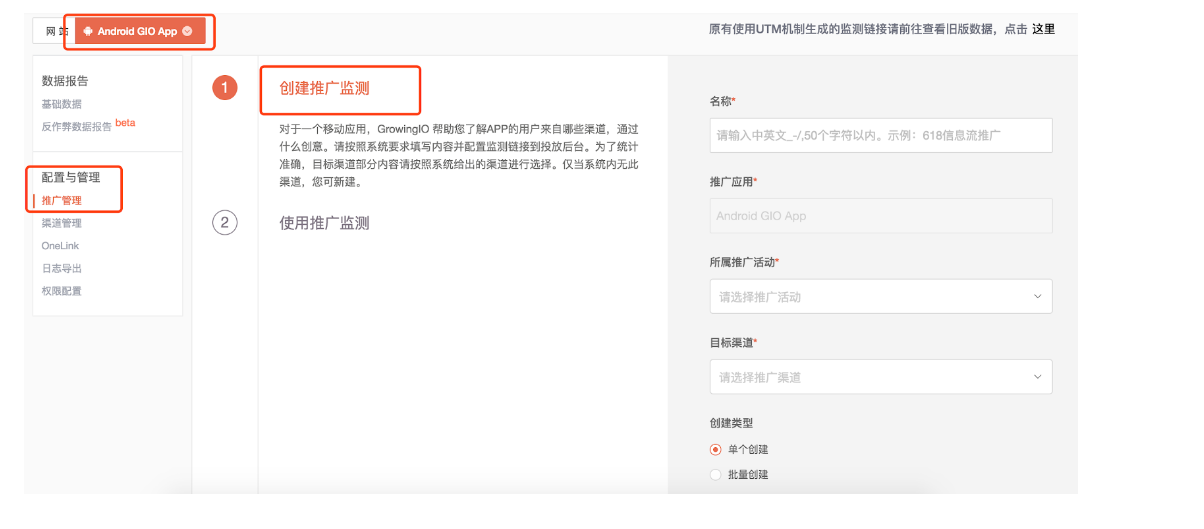 网站 Android GIO App
原有使用UTM机制生成的监测链接请前往查看旧版数据，点击 这里
数据报告
基础数据
反作弊数据报告 beta
配置与管理
推广管理
渠道管理
OneLink
日志导出
权限配置
1 创建推广监测
对于一个移动应用，GrowingIO 帮助您了解APP的用户来自哪些渠道，通过
什么创意。请按照系统要求填写内容并配置监测链接到投放后台。为了统计
准确，目标渠道部分内容请按照系统给出的渠道进行选择。仅当系统内无此
渠道，您可新建。
2 使用推广监测
名称*
请输入中英文_-/,50个字符以内。示例：618信息流推广
推广应用*
Android GIO App
所属推广活动*
请选择推广活动
目标渠道*
请选择推广渠道
创建类型
单个创建
批量创建